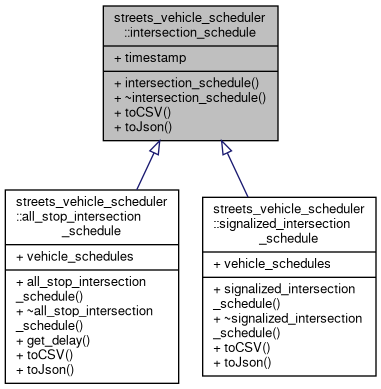 streets_vehicle_scheduler
::intersection_schedule
+ timestamp
+ intersection_schedule()
+ ~intersection_schedule()
+ toCSV()
+ toJson()
streets_vehicle_scheduler
::all_stop_intersection
_schedule
+ vehicle_schedules
+ all_stop_intersection
_schedule()
+ ~all_stop_intersection
_schedule()
+ get_delay()
+ toCSV()
+ toJson()
streets_vehicle_scheduler
::signalized_intersection
_schedule
+ vehicle_schedules
+ signalized_intersection
_schedule()
+ ~signalized_intersection
_schedule()
+ toCSV()
+ toJson()